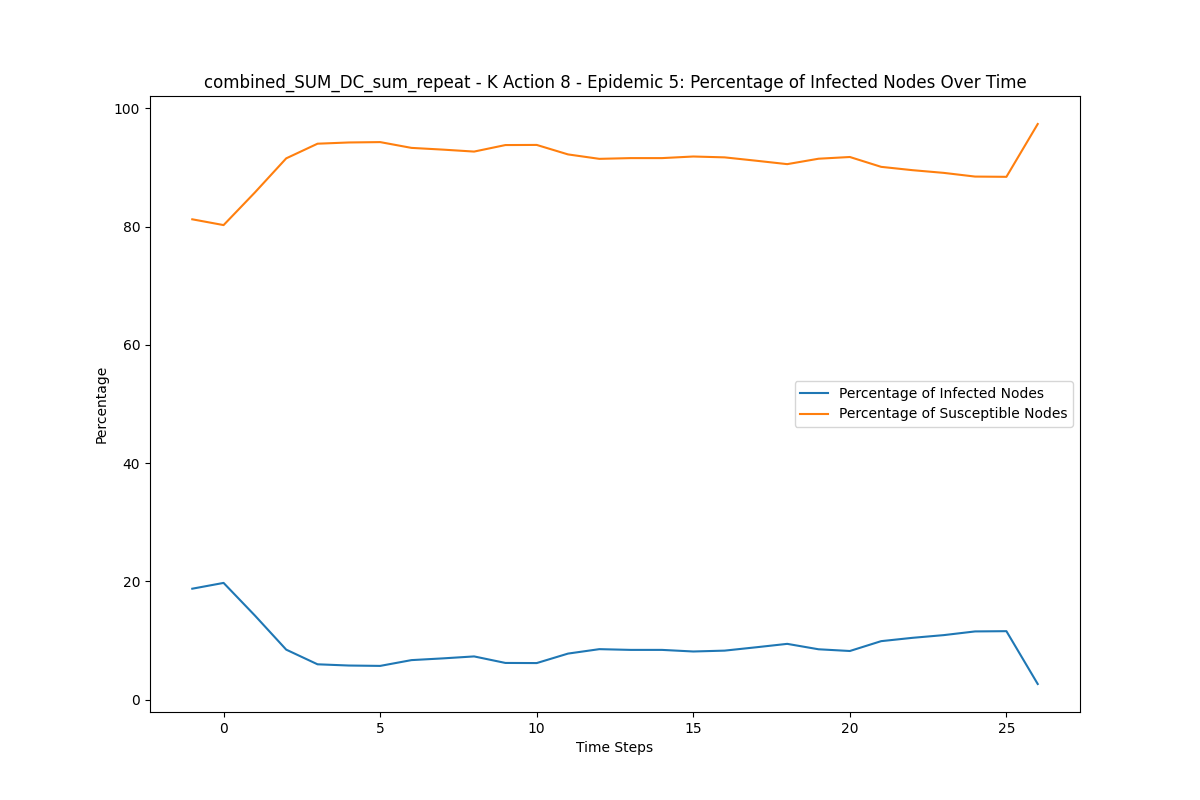 combined_SUM_DC_sum_repeat - K Action 8 - Epidemic 5: Percentage of Infected Nodes Over Time
100
80
60
40
20
0
Percentage
Percentage of Infected Nodes
Percentage of Susceptible Nodes
0 5 10 15 20 25
Time Steps